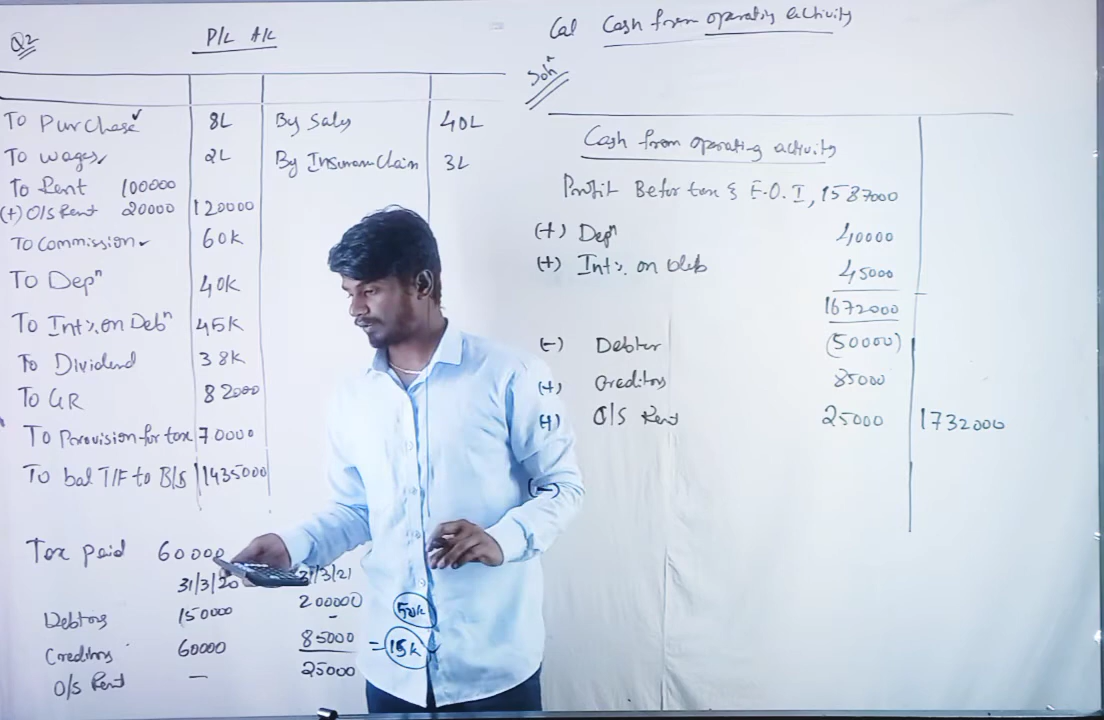 Q2
P/L A/c
To Purchase 8L By Sales 40L
To wages 2L By Insuran Claim 3L
To Rent 100000
(+) O/S Rent 20000 120000
To Commission 60K
To Depn 40K
To Int% on Debn 45K
To Dividend 38K
To GR 82000
To Provision for tax 70000
To bal T/F to B/S 1435000
Tax paid 60000
31/3/20 31/3/21
Debtors 150000 200000 50K
Creditors 60000 85000 = 15K
O/S Rent — 25000
Cal Cash from operating activity
Soln
Cash from operating activity
Profit Befor tax & E.O.I, 1587000
(+) Depn 40000
(+) Int%. on Deb 45000
1672000
(-) Debtor (50000)
(+) Creditors 85000
(+) O/S Rent 25000 1732000
(-)